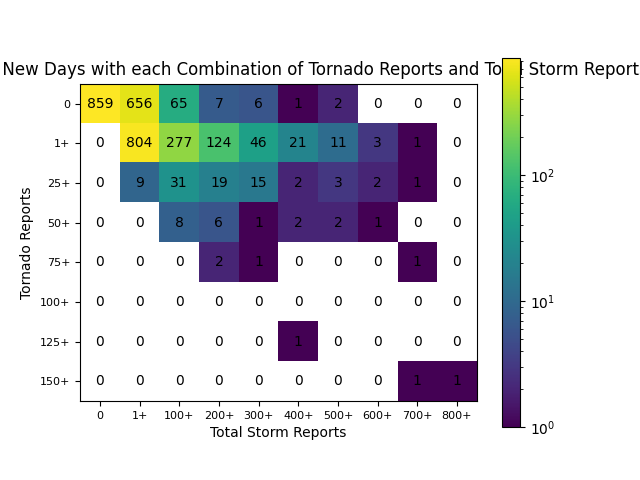 New Days with each Combination of Tornado Reports and Storm Report
0 859 656 65 7 6 1 2 0 0 0
1+ 0 804 277 124 46 21 11 3 1 0
25+ 0 9 31 19 15 2 3 2 1 0
50+ 0 0 8 6 1 2 2 1 0 0
75+ 0 0 0 2 1 0 0 0 1 0
100+ 0 0 0 0 0 0 0 0 0 0
125+ 0 0 0 0 0 1 0 0 0 0
150+ 0 0 0 0 0 0 0 0 1 1
0 1+ 100+ 200+ 300+ 400+ 500+ 600+ 700+ 800+
Total Storm Reports
Tornado Reports
10²
10¹
10⁰